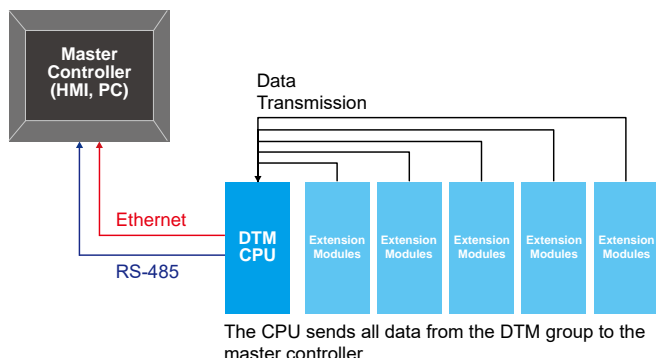 Master
Controller
(HMI, PC)
Data
Transmission
Ethernet
RS-485
DTM
CPU
Extension
Modules
Extension
Modules
Extension
Modules
Extension
Modules
Extension
Modules
The CPU sends all data from the DTM group to the
master controller